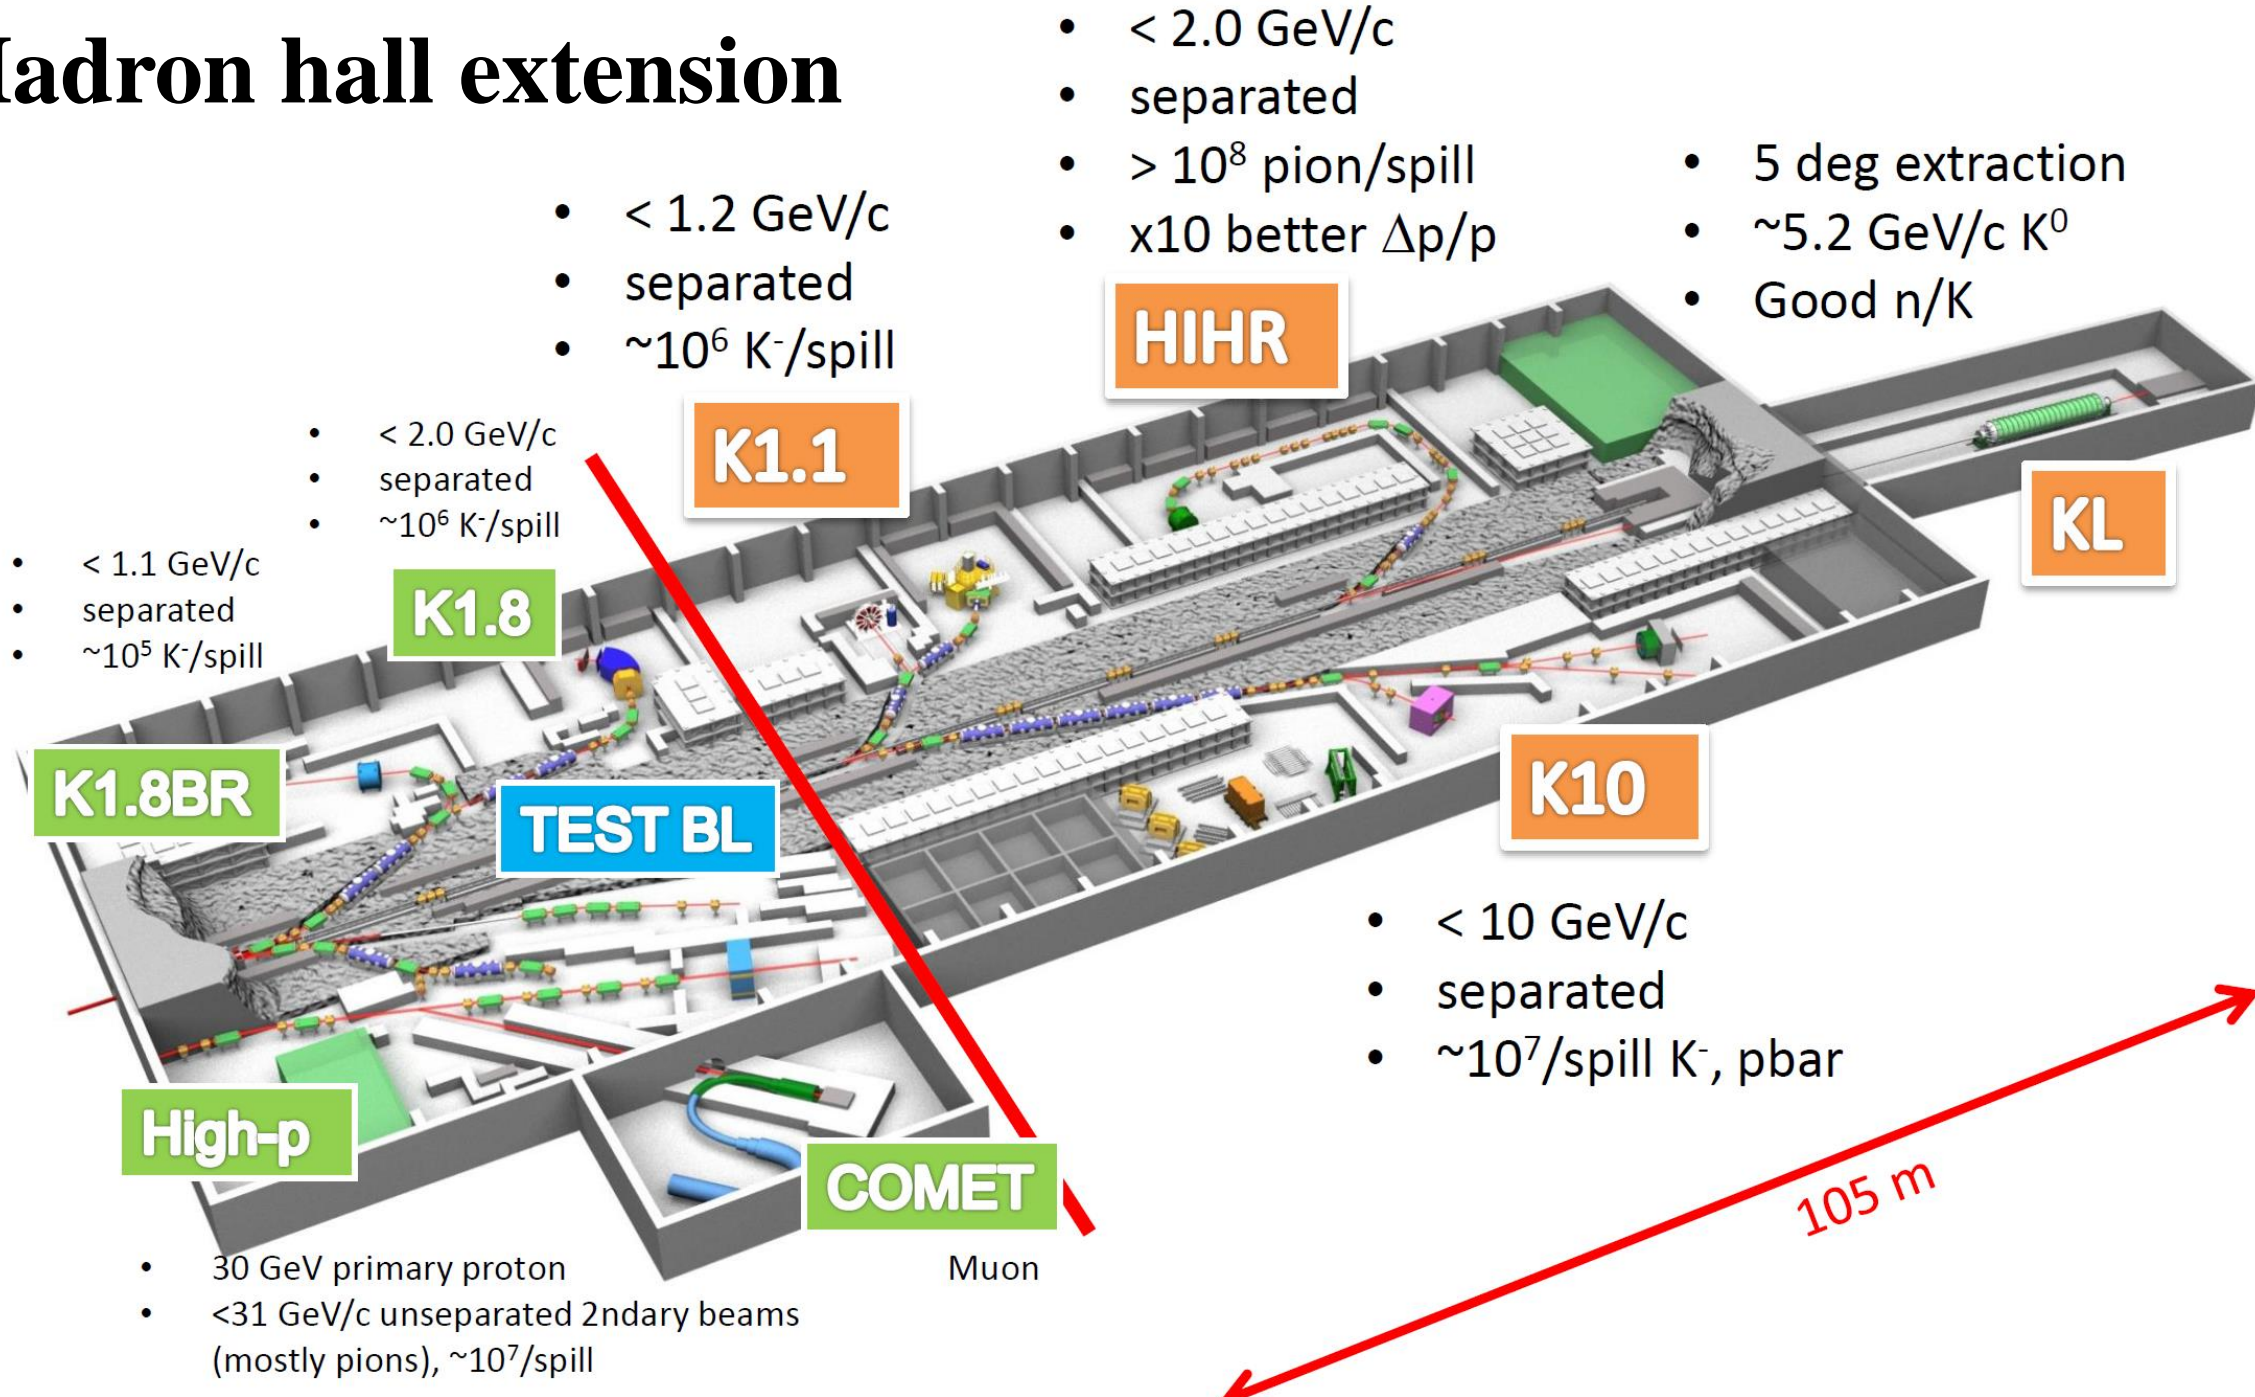 adron hall extension
• < 2.0 GeV/c
• separated
• > 10⁸ pion/spill
• x10 better Δp/p
HIHR
• 5 deg extraction
• ~5.2 GeV/c K⁰
• Good n/K
KL
• < 1.2 GeV/c
• separated
• ~10⁶ K⁻/spill
K1.1
• < 2.0 GeV/c
• separated
• ~10⁶ K⁻/spill
K1.8
• < 1.1 GeV/c
• separated
• ~10⁵ K⁻/spill
K1.8BR
TEST BL
K10
• < 10 GeV/c
• separated
• ~10⁷/spill K⁻, pbar
High-p
COMET
105 m
• 30 GeV primary proton
• <31 GeV/c unseparated 2ndary beams
(mostly pions), ~10⁷/spill
Muon